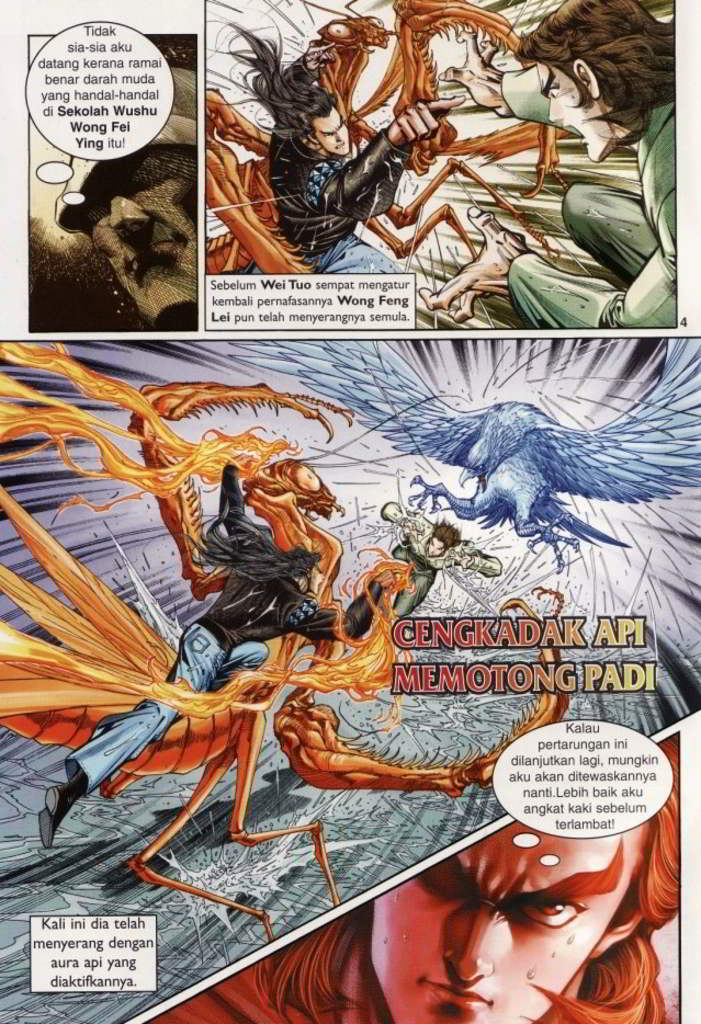 Tidak
sia-sia aku
datang kerana ramai
benar darah muda
yang handal-handal
di Sekolah Wushu
Wong Fei
Ying itu!
Sebelum Wei Tuo sempat mengatur
kembali pernafasannya Wong Feng
Lei pun telah menyerangnya semula.
4
CENGKADAK API
MEMOTONG PADI
Kalau
pertarungan ini
dilanjutkan lagi, mungkin
aku akan ditewaskannya
nanti.Lebih baik aku
angkat kaki sebelum
terlambat!
Kali ini dia telah
menyerang dengan
aura api yang
diaktifkannya.